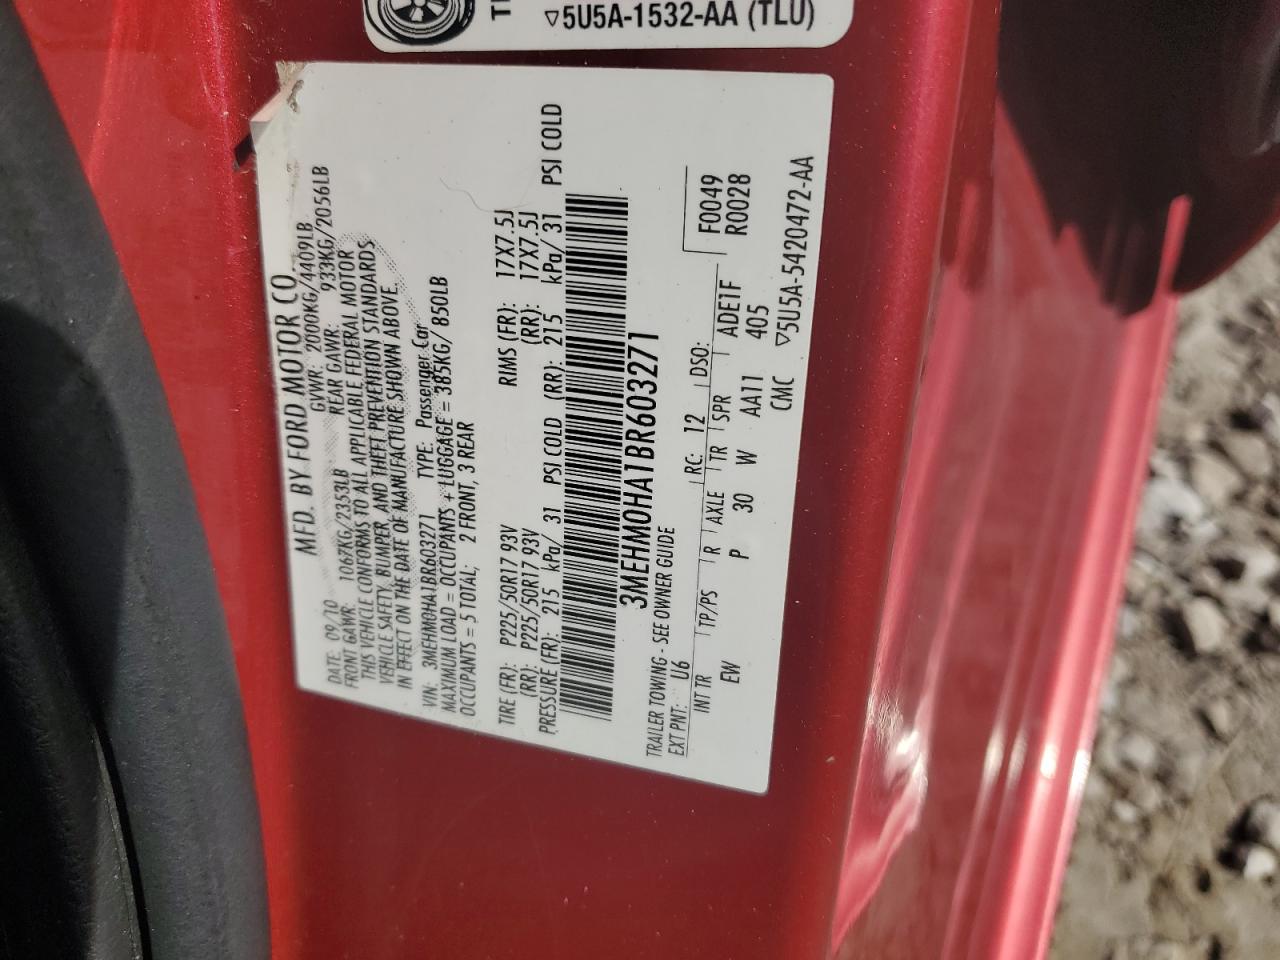 TI
▽5U5A-1532-AA (TLU)
MFD. BY FORD MOTOR CO.
DATE: 09/10 GVWR: 2000KG/4409LB
FRONT GAWR: 1067KG/2353LB REAR GAWR: 933KG/2056LB
THIS VEHICLE CONFORMS TO ALL APPLICABLE FEDERAL MOTOR
VEHICLE SAFETY, BUMPER, AND THEFT PREVENTION STANDARDS
IN EFFECT ON THE DATE OF MANUFACTURE SHOWN ABOVE.
VIN: 3MEHM0HA1BR603271 TYPE: Passenger Car
MAXIMUM LOAD = OCCUPANTS + LUGGAGE = 385KG/ 850LB
OCCUPANTS = 5 TOTAL; 2 FRONT, 3 REAR
TIRE (FR): P225/50R17 93V RIMS (FR): 17X7.5J
(RR): P225/50R17 93V (RR): 17X7.5J
PRESSURE (FR): 215 kPa/ 31 PSI COLD (RR): 215 kPa/ 31 PSI COLD
3MEHM0HA1BR603271
TRAILER TOWING - SEE OWNER GUIDE
EXT PNT: U6 RC: 12 DSO: F0049
R0028
INT TR TP/PS R AXLE TR SPR
EW P 30 W AA11 ADE1F
405
CMC ▽5U5A-5420472-AA